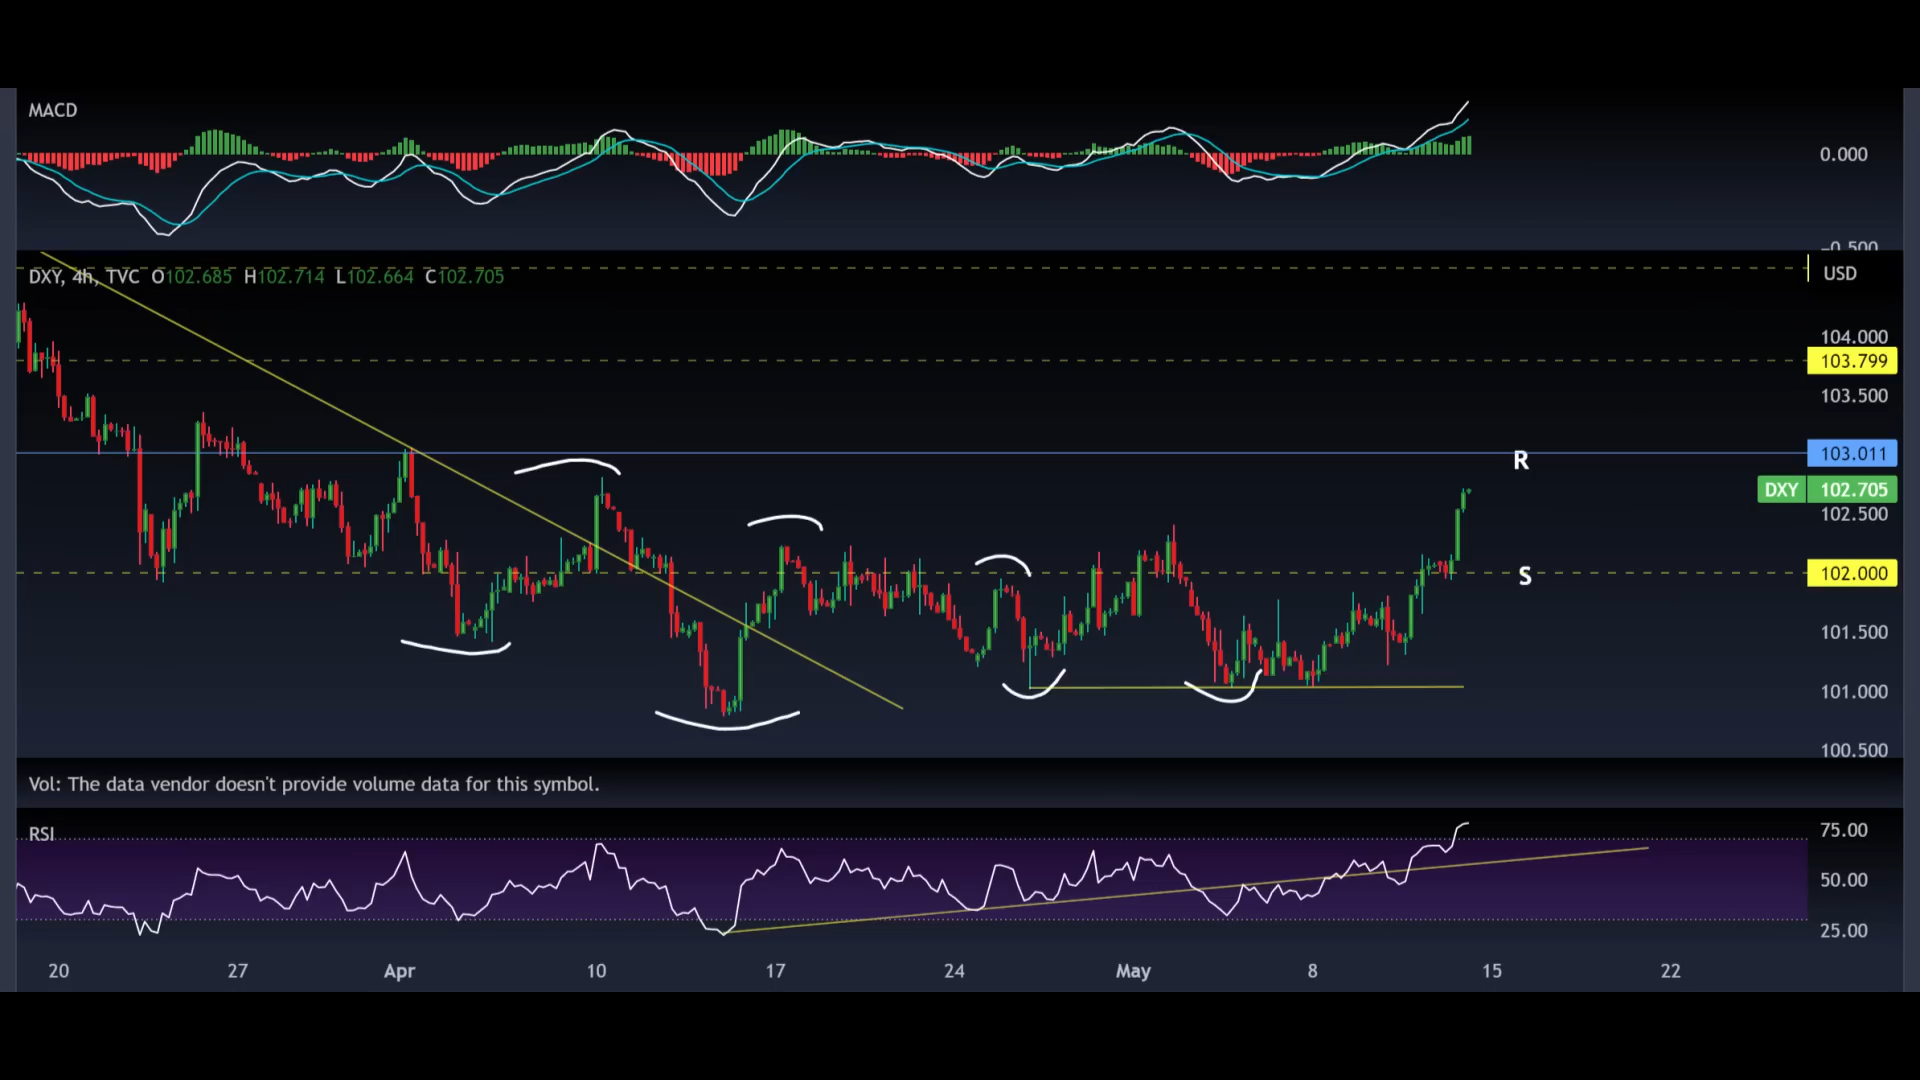 MACD
0.000
-0.500
DXY, 4h, TVC O102.685 H102.714 L102.664 C102.705
USD
104.000
103.799
103.500
R
103.011
DXY 102.705
102.500
S
102.000
101.500
101.000
100.500
Vol: The data vendor doesn't provide volume data for this symbol.
RSI
75.00
50.00
25.00
20 27 Apr 10 17 24 May 8 15 22